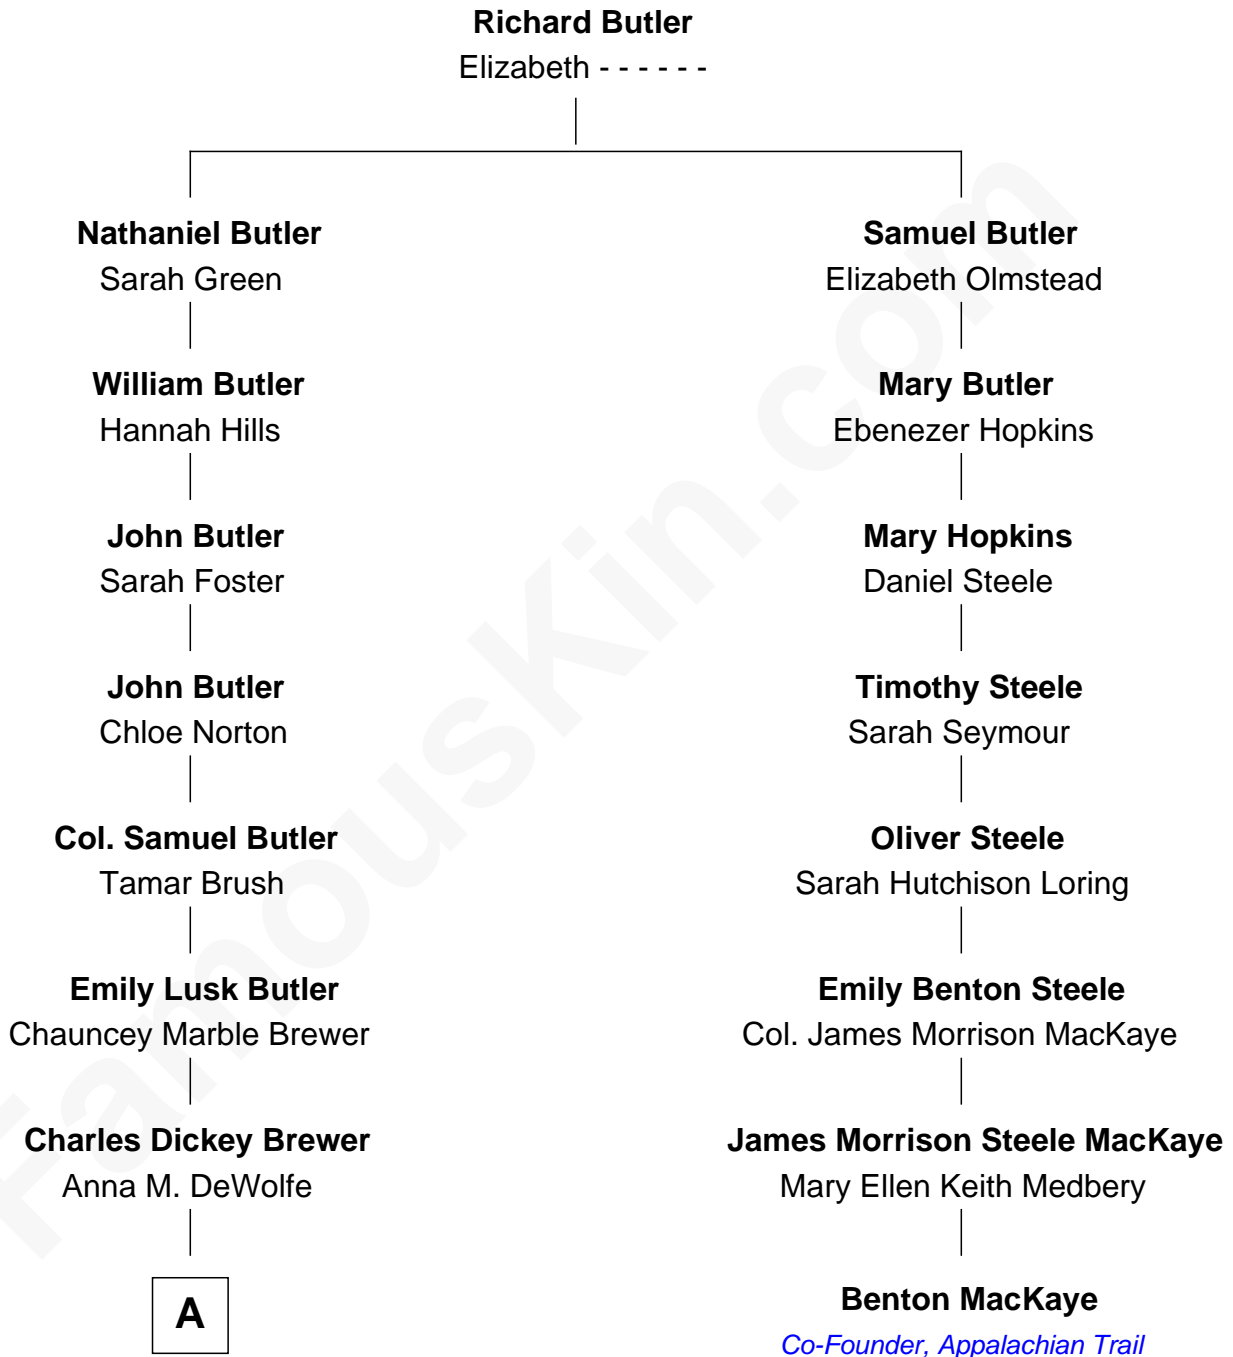 Richard Butler
Elizabeth - - - - - -
Nathaniel Butler
Sarah Green
Samuel Butler
Elizabeth Olmstead
William Butler
Hannah Hills
Mary Butler
Ebenezer Hopkins
John Butler
Sarah Foster
Mary Hopkins
Daniel Steele
John Butler
Chloe Norton
Timothy Steele
Sarah Seymour
Col. Samuel Butler
Tamar Brush
Oliver Steele
Sarah Hutchison Loring
Emily Lusk Butler
Chauncey Marble Brewer
Emily Benton Steele
Col. James Morrison MacKaye
Charles Dickey Brewer
Anna M. DeWolfe
James Morrison Steele MacKaye
Mary Ellen Keith Medbery
A
Benton MacKaye
Co-Founder, Appalachian Trail
FamousKin.com